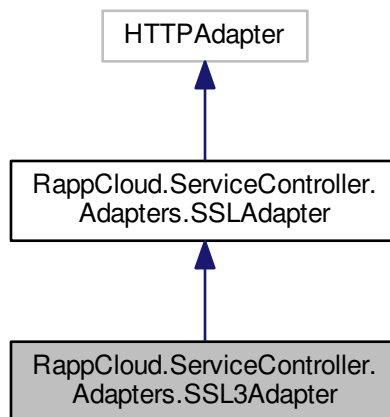 HTTPAdapter
RappCloud.ServiceController.
Adapters.SSLAdapter
RappCloud.ServiceController.
Adapters.SSL3Adapter